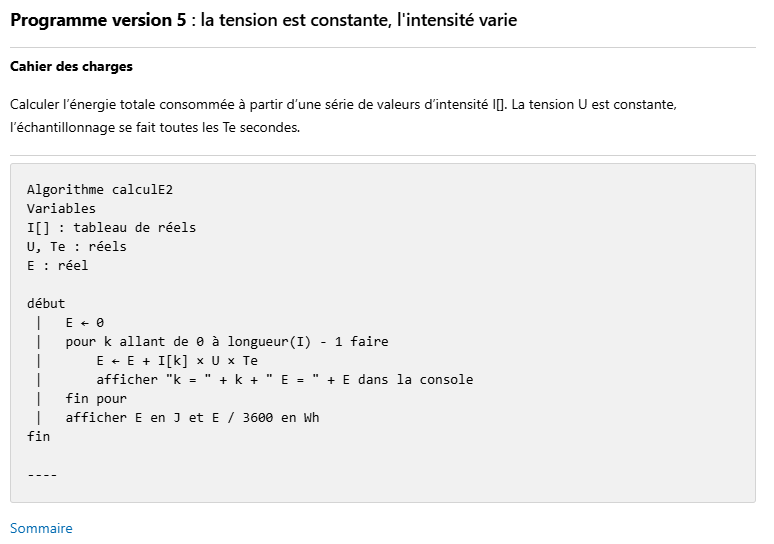 Programme version 5 : la tension est constante, l'intensité varie
Cahier des charges
Calculer l’énergie totale consommée à partir d’une série de valeurs d’intensité I[]. La tension U est constante,
l’échantillonnage se fait toutes les Te secondes.
Algorithme calculE2
Variables
I[] : tableau de réels
U, Te : réels
E : réel
début
|   E ← 0
|   pour k allant de 0 à longueur(I) - 1 faire
|       E ← E + I[k] × U × Te
|       afficher "k = " + k + " E = " + E dans la console
|   fin pour
|   afficher E en J et E / 3600 en Wh
fin
----
Sommaire